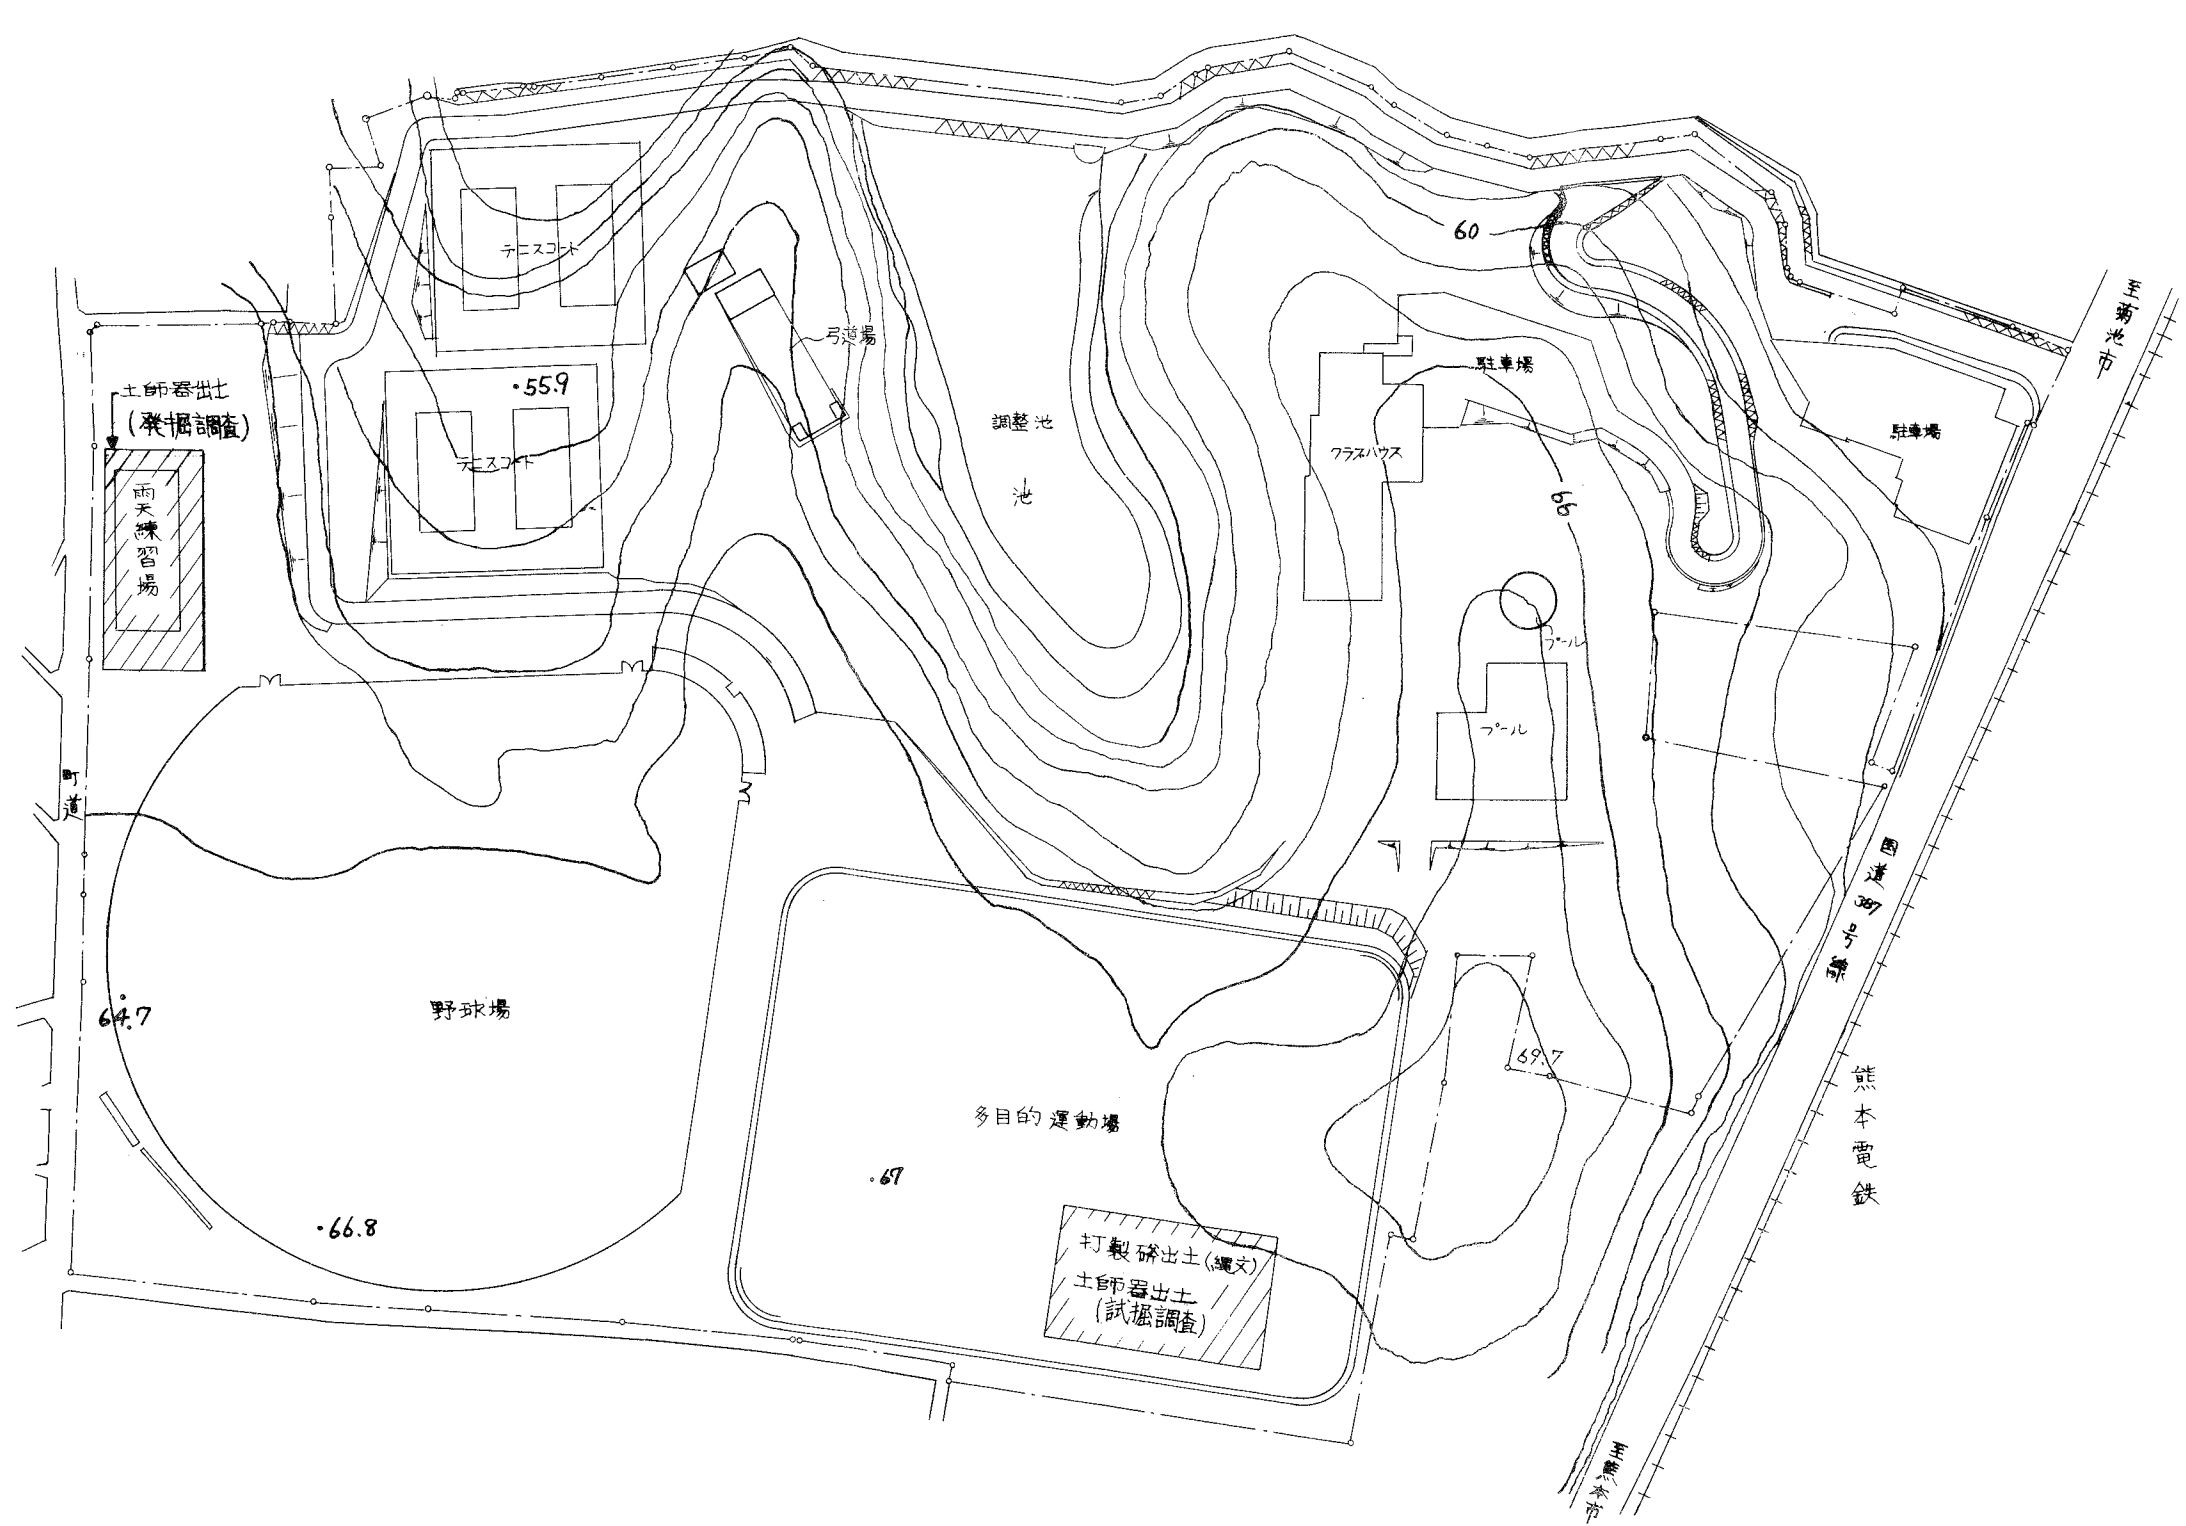 至菊池市
60
テニスコート
弓道場
駐車場
・55.9
土師器出土
(発掘調査)
調整池
駐車場
テニスコート
クラブハウス
池
雨天練習場
66
プール
プール
町道
国道387号線
64.7
野球場
69.7
熊本電鉄
多目的運動場
.67
・66.8
打製石斧出土(縄文)
土師器出土
(試掘調査)
至熊本市